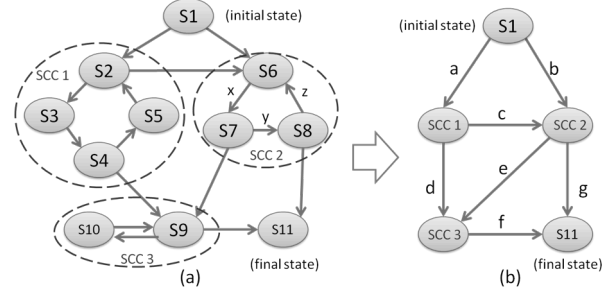 S1
(initial state)
SCC 1
S2
S6
x
z
S3
S5
S7
y
S8
SCC 2
S4
S10
S9
S11
SCC 3
(final state)
(a)
(initial state)
S1
a
b
SCC 1
c
SCC 2
d
e
g
SCC 3
f
S11
(final state)
(b)